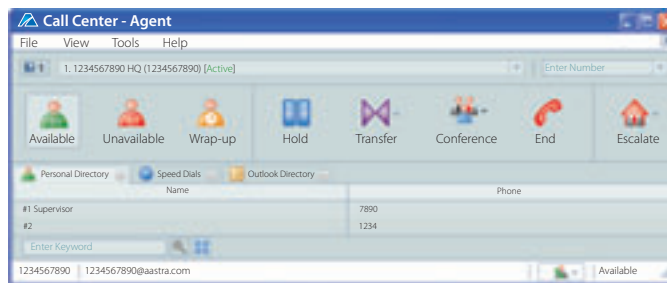 Call Center - Agent
File View Tools Help
1 1. 1234567890 HQ (1234567890) [Active] Enter Number
Available Unavailable Wrap-up Hold Transfer Conference End Escalate
Personal Directory Speed Dials Outlook Directory
Name Phone
#1 Supervisor 7890
#2 1234
Enter Keyword
1234567890 1234567890@aastra.com Available